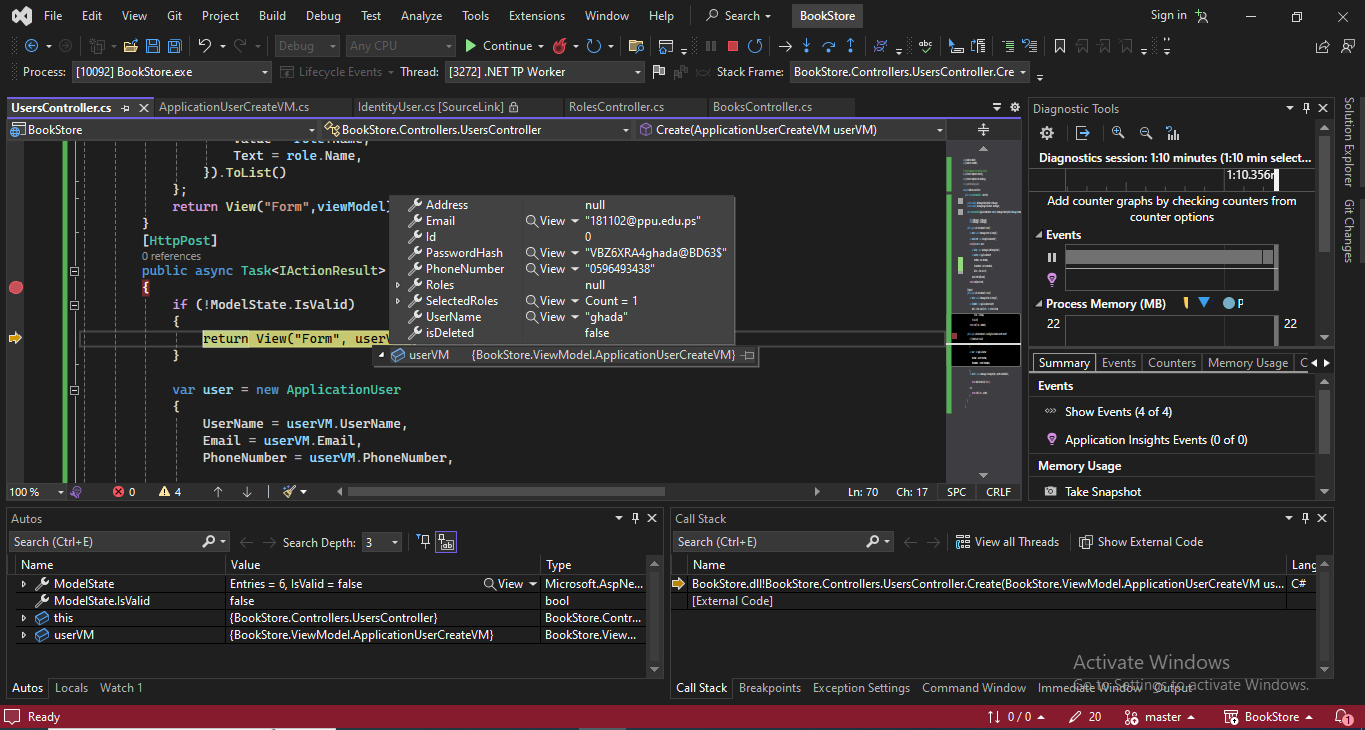 File Edit View Git Project Build Debug Test Analyze Tools Extensions Window Help Search BookStore Sign in
Debug Any CPU Continue
Process: [10092] BookStore.exe Lifecycle Events Thread: [3272] .NET TP Worker Stack Frame: BookStore.Controllers.UsersController.Cre
UsersController.cs ApplicationUserCreateVM.cs IdentityUser.cs [SourceLink] RolesController.cs BooksController.cs
BookStore BookStore.Controllers.UsersController Create(ApplicationUserCreateVM userVM)
Text = role.Name,
}).ToList()
};
return View("Form",viewModel)
}
[HttpPost]
0 references
public async Task<IActionResult>
{
if (!ModelState.IsValid)
{
return View("Form", userV
}
var user = new ApplicationUser
{
UserName = userVM.UserName,
Email = userVM.Email,
PhoneNumber = userVM.PhoneNumber,
Address null
Email View "181102@ppu.edu.ps"
Id 0
PasswordHash View "VBZ6XRA4ghada@BD63$"
PhoneNumber View "0596493438"
Roles null
SelectedRoles View Count = 1
UserName View "ghada"
isDeleted false
userVM {BookStore.ViewModel.ApplicationUserCreateVM}
100 % 0 4 Ln: 70 Ch: 17 SPC CRLF
Diagnostic Tools
Diagnostics session: 1:10 minutes (1:10 min select...
1:10.356m
Add counter graphs by checking counters from
counter options
Events
Process Memory (MB) P
22 22
Summary Events Counters Memory Usage C
Events
Show Events (4 of 4)
Application Insights Events (0 of 0)
Memory Usage
Take Snapshot
Solution Explorer
Git Changes
Autos
Search (Ctrl+E) Search Depth: 3
Name Value Type
ModelState Entries = 6, IsValid = false View Microsoft.AspNe...
ModelState.IsValid false bool
this {BookStore.Controllers.UsersController} BookStore.Contr...
userVM {BookStore.ViewModel.ApplicationUserCreateVM} BookStore.View...
Autos Locals Watch 1
Call Stack
Search (Ctrl+E) View all Threads Show External Code
Name Lang
BookStore.dll!BookStore.Controllers.UsersController.Create(BookStore.ViewModel.ApplicationUserCreateVM us... C#
[External Code]
Activate Windows
Go to Settings to activate Windows.
Call Stack Breakpoints Exception Settings Command Window Immediate Window Output
Ready 0 / 0 20 master BookStore 1